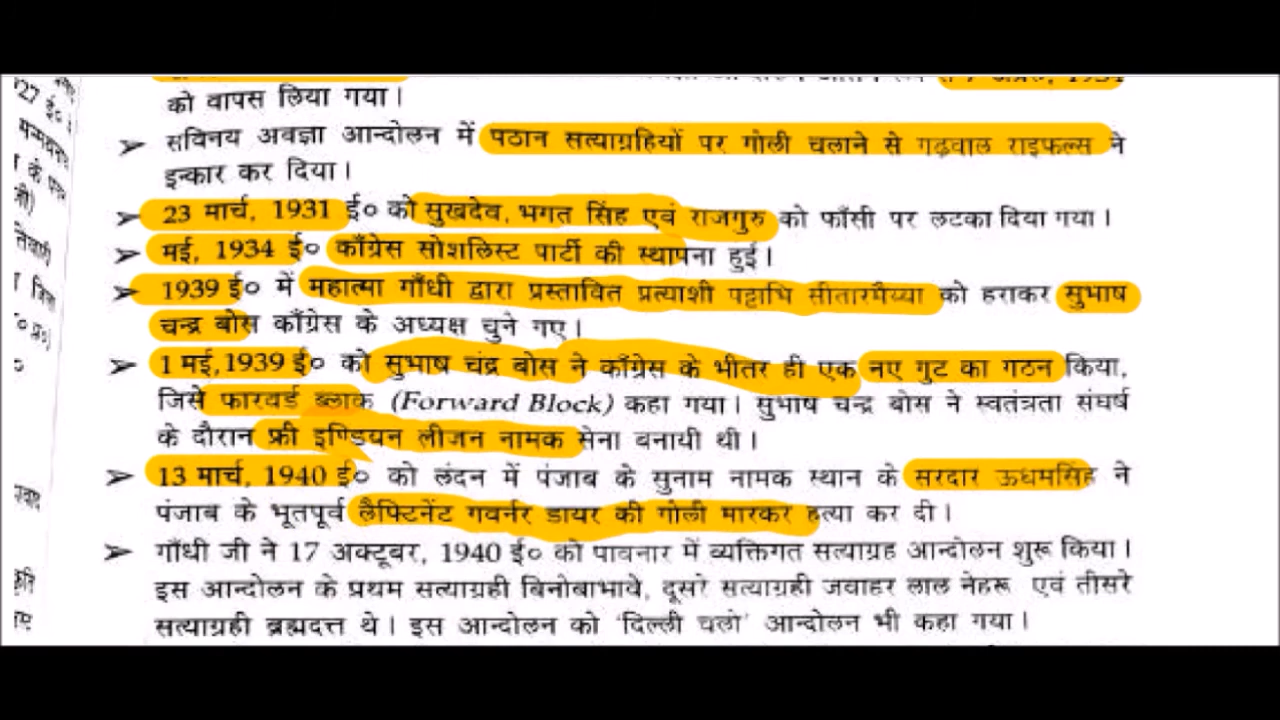 से 7 अप्रैल, 1934
को वापस लिया गया।
➤ सविनय अवज्ञा आन्दोलन में पठान सत्याग्रहियों पर गोली चलाने से गढ़वाल राइफल्स ने
इन्कार कर दिया।
➤ 23 मार्च, 1931 ई० को सुखदेव, भगत सिंह एवं राजगुरु को फाँसी पर लटका दिया गया।
➤ मई, 1934 ई० काँग्रेस सोशलिस्ट पार्टी की स्थापना हुई।
➤ 1939 ई० में महात्मा गाँधी द्वारा प्रस्तावित प्रत्याशी पट्टाभि सीतारमैय्या को हराकर सुभाष
चन्द्र बोस काँग्रेस के अध्यक्ष चुने गए।
➤ 1 मई,1939 ई० को सुभाष चंद्र बोस ने काँग्रेस के भीतर ही एक नए गुट का गठन किया,
जिसे फारवर्ड ब्लाक (Forward Block) कहा गया। सुभाष चन्द्र बोस ने स्वतंत्रता संघर्ष
के दौरान फ्री इण्डियन लीजन नामक सेना बनायी थी।
➤ 13 मार्च, 1940 ई० को लंदन में पंजाब के सुनाम नामक स्थान के सरदार ऊधमसिंह ने
पंजाब के भूतपूर्व लैफ्टिनेंट गवर्नर डायर की गोली मारकर हत्या कर दी।
➤ गाँधी जी ने 17 अक्टूबर, 1940 ई० को पावनार में व्यक्तिगत सत्याग्रह आन्दोलन शुरू किया।
इस आन्दोलन के प्रथम सत्याग्रही बिनोबाभावे, दूसरे सत्याग्रही जवाहर लाल नेहरू एवं तीसरे
सत्याग्रही ब्रह्मदत्त थे। इस आन्दोलन को 'दिल्ली चलो' आन्दोलन भी कहा गया।